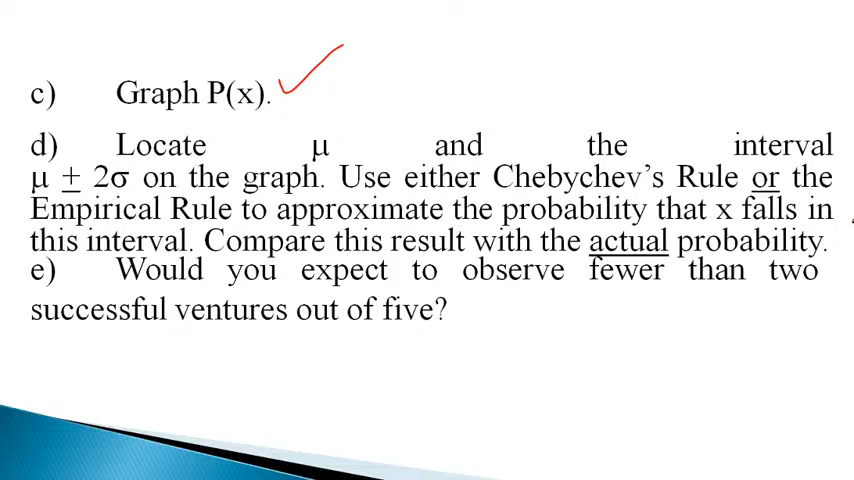 c) Graph P(x).
d) Locate μ and the interval
μ ± 2σ on the graph. Use either Chebychev’s Rule or the
Empirical Rule to approximate the probability that x falls in
this interval. Compare this result with the actual probability.
e) Would you expect to observe fewer than two
successful ventures out of five?